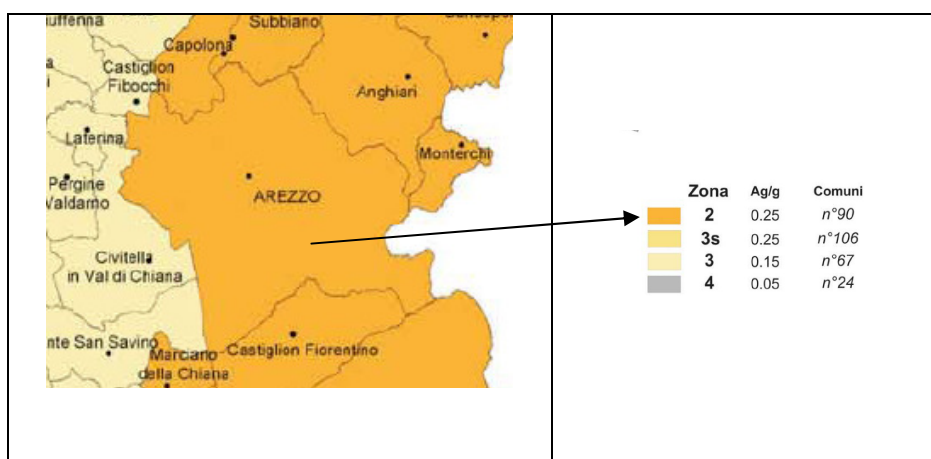 Subbiano
Capolona
Castiglion
Fibocchi
Anghiari
Laterina
Monterchi
Pergine
Valdarno
AREZZO
Civitella
in Val di Chiana
nte San Savino
Marciano
della Chiana
Castiglion Fiorentino
Zona Ag/g Comuni
2 0.25 n°90
3s 0.25 n°106
3 0.15 n°67
4 0.05 n°24